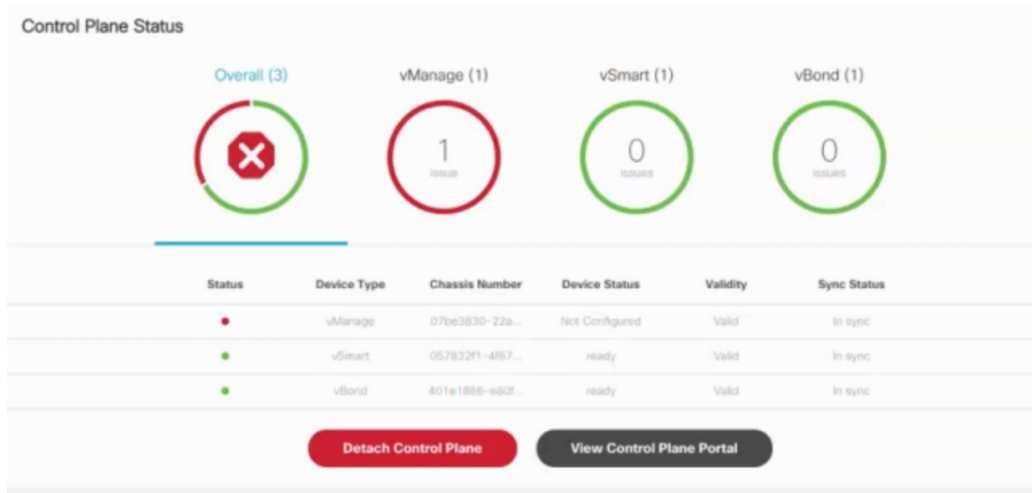 Control Plane Status
Overall (3) vManage (1) vSmart (1) vBond (1)
1 0 0
issue issues issues
Status Device Type Chassis Number Device Status Validity Sync Status
vManage 07be3830-22a... Not Configured Valid In sync
vSmart 057832f1-4f67... ready Valid In sync
vBond 401e1866-e80f... ready Valid In sync
Detach Control Plane View Control Plane Portal